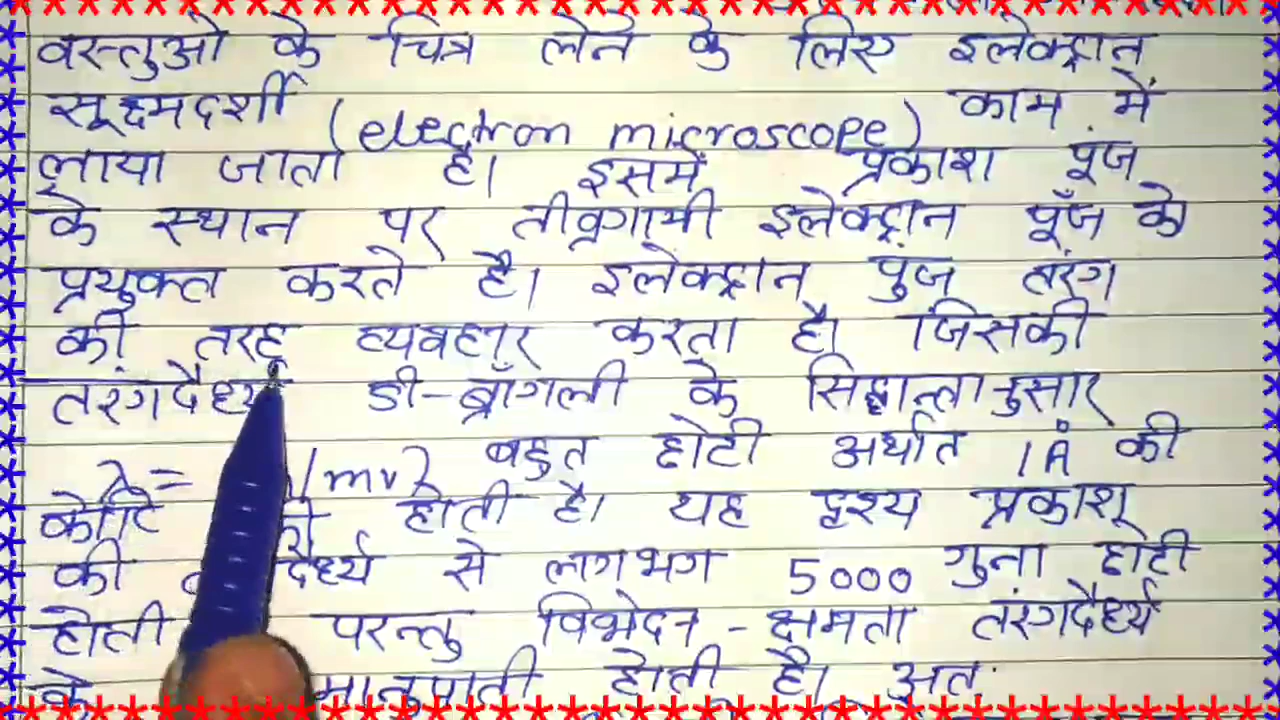 वस्तुओ के चित्र लेने के लिए इलेक्ट्रान
सूक्ष्मदर्शी (electron microscope) काम में
लाया जाता है। इसमें प्रकाश पूंज
के स्थान पर तीव्रगामी इलेक्ट्रान पूँज को
प्रयुक्त करते है। इलेक्ट्रान पुंज तरंग
की तरह व्यवहार करता है। जिसकी
तरंगदैर्ध्य डी-ब्रॉगली के सिद्धान्तानुसार
λ= /mv) बहुत छोटी अर्थात 1Å की
कोटि की होती है। यह दृश्य प्रकाश
की से लगभग 5000 गुना छोटी
होती परन्तु विभेदन-क्षमता तरंगदैर्ध्य
के होती है। अत: